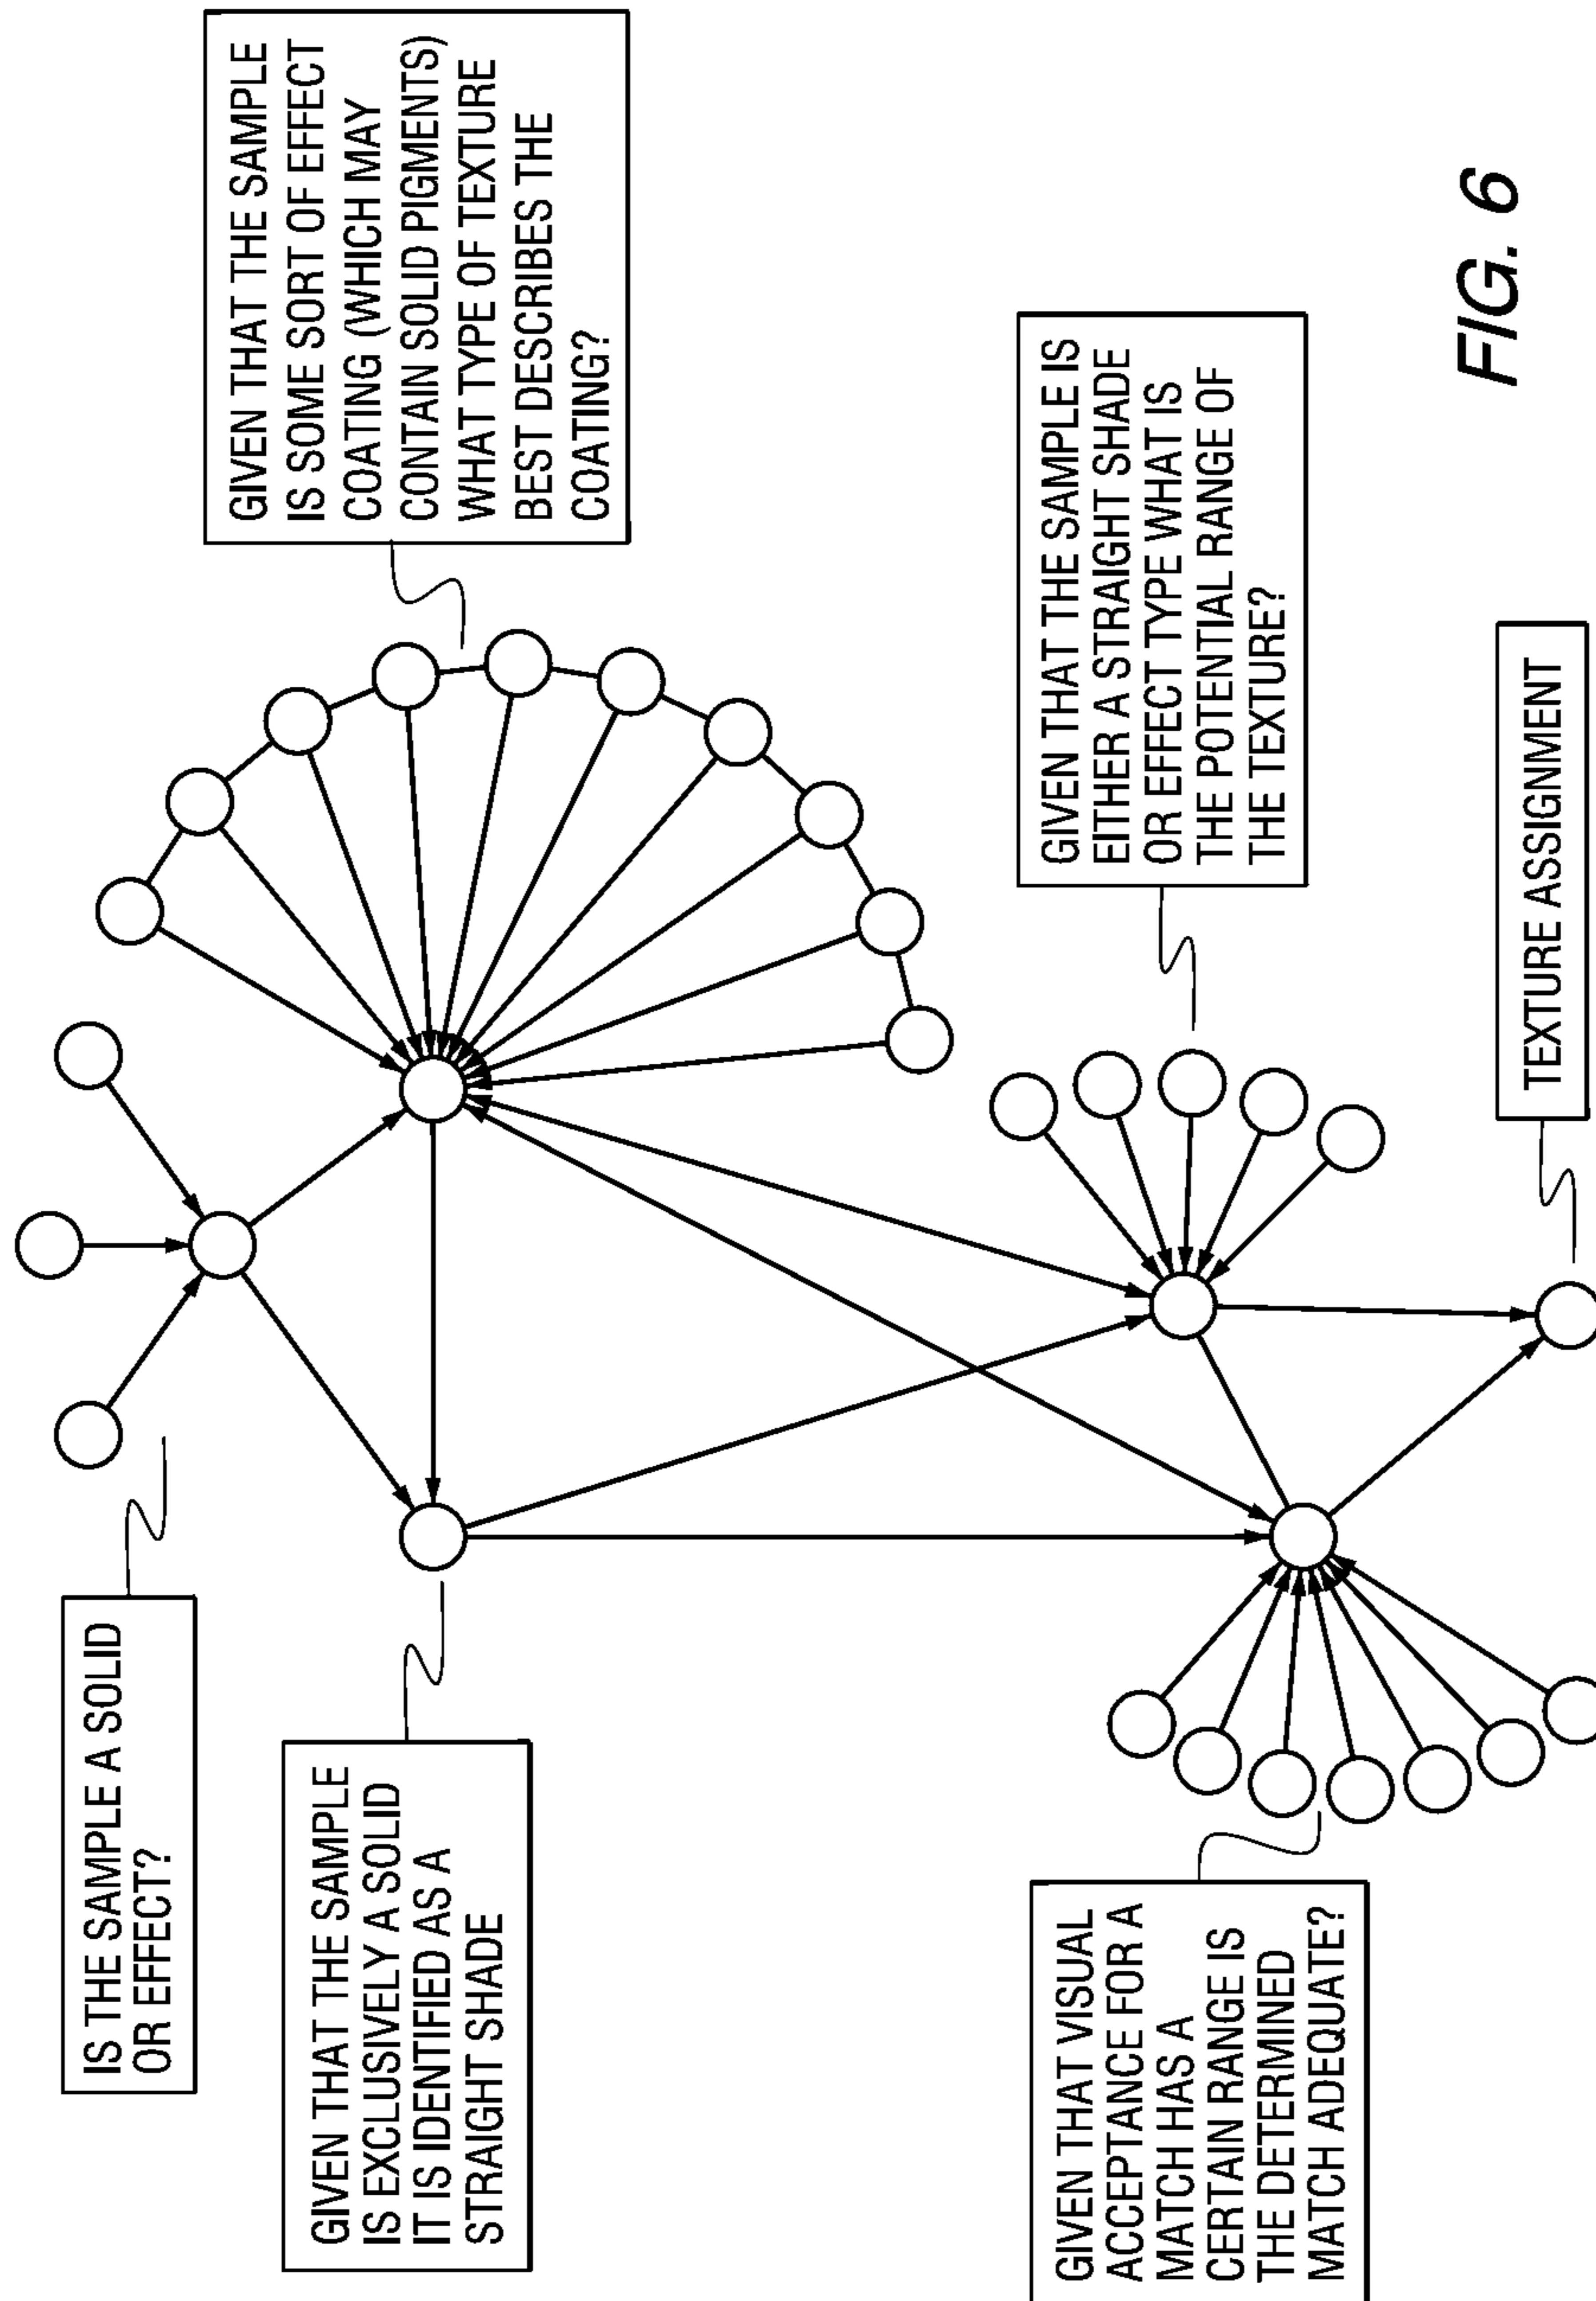 IS THE SAMPLE A SOLID
OR EFFECT?
GIVEN THAT THE SAMPLE
IS EXCLUSIVELY A SOLID
IT IS IDENTIFIED AS A
STRAIGHT SHADE
GIVEN THAT THE SAMPLE
IS SOME SORT OF EFFECT
COATING (WHICH MAY
CONTAIN SOLID PIGMENTS)
WHAT TYPE OF TEXTURE
BEST DESCRIBES THE
COATING?
GIVEN THAT VISUAL
ACCEPTANCE FOR A
MATCH HAS A
CERTAIN RANGE IS
THE DETERMINED
MATCH ADEQUATE?
GIVEN THAT THE SAMPLE IS
EITHER A STRAIGHT SHADE
OR EFFECT TYPE WHAT IS
THE POTENTIAL RANGE OF
THE TEXTURE?
TEXTURE ASSIGNMENT
FIG. 6